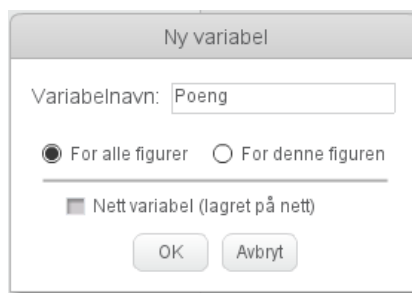 Ny variabel
Variabelnavn: Poeng
For alle figurer For denne figuren
Nett variabel (lagret på nett)
OK Avbryt